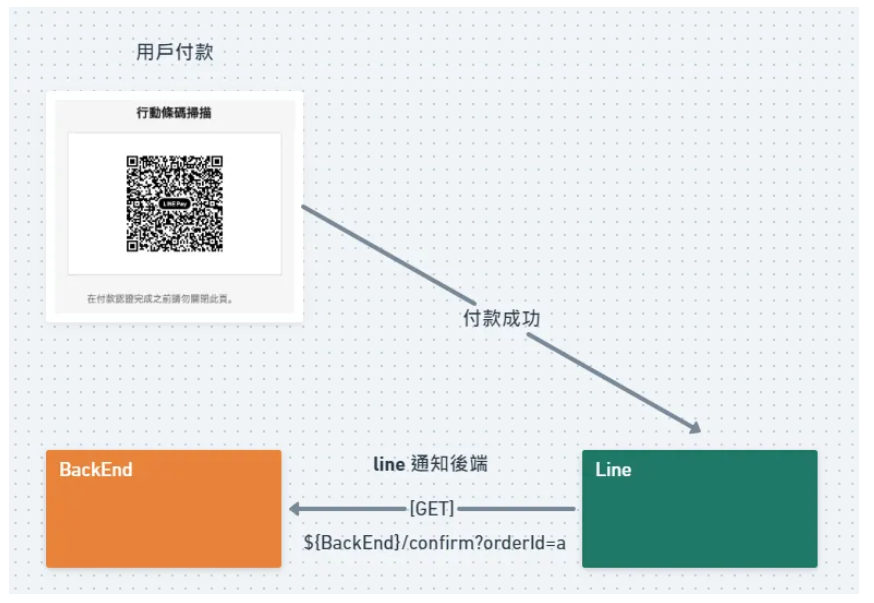 用戶付款
行動條碼掃描
LINE Pay
在付款認證完成之前請勿關閉此頁。
付款成功
line 通知後端
BackEnd
Line
[GET]
${BackEnd}/confirm?orderId=a